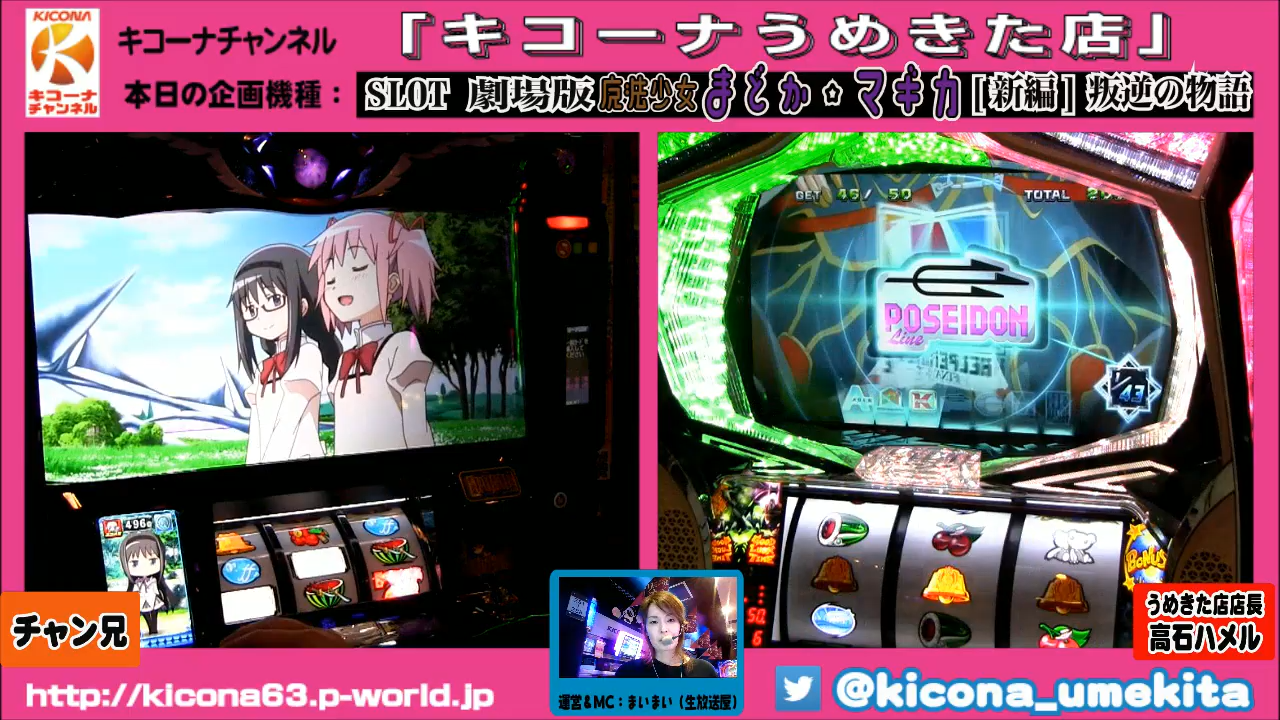 KICONA
キコーナ
チャンネル
キコーナチャンネル
「キコーナうめきた店」
本日の企画機種：
SLOT 劇場版 魔法少女 まどか☆マギカ [新編] 叛逆の物語
GET 46/ 50
TOTAL
POSEIDON
Line
1/43
496
BONUS
チャン兄
うめきた店店長
高石ハメル
運営&MC：まいまい（生放送屋）
http://kicona63.p-world.jp
@kicona_umekita